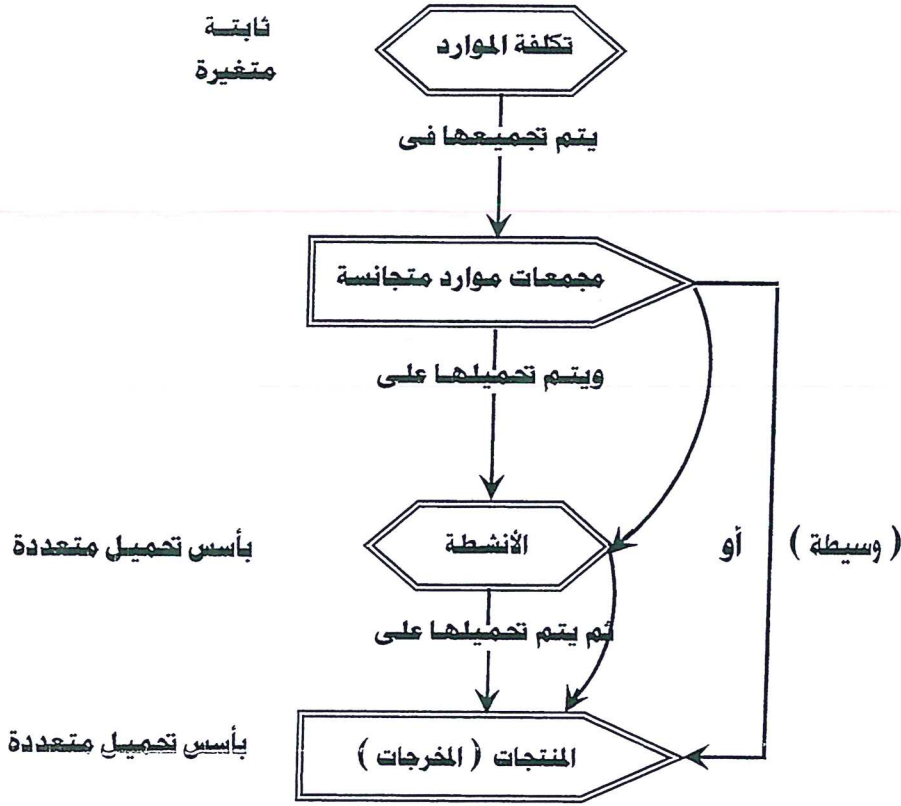 تكلفة الموارد
ثابتة
متغيرة
يتم تجميعها فى
مجمعات موارد متجانسة
ويتم تحميلها على
( وسيطة )
أو
الأنشطة
بأسس تحميل متعددة
ثم يتم تحميلها على
المنتجات ( المخرجات )
بأسس تحميل متعددة